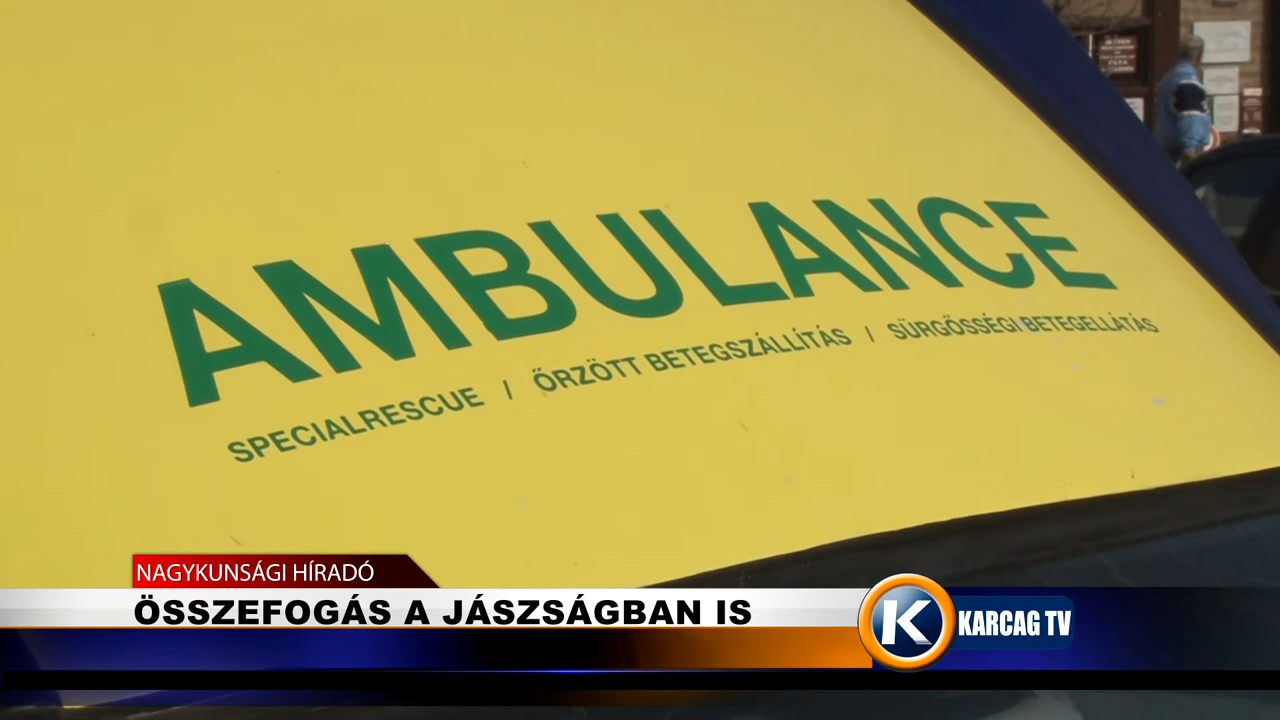 AMBULANCE
SPECIALRESCUE / ŐRZÖTT BETEGSZÁLLÍTÁS / SÜRGŐSSÉGI BETEGELLÁTÁS
NAGYKUNSÁGI HÍRADÓ
ÖSSZEFOGÁS A JÁSZSÁGBAN IS
K KARCAG TV